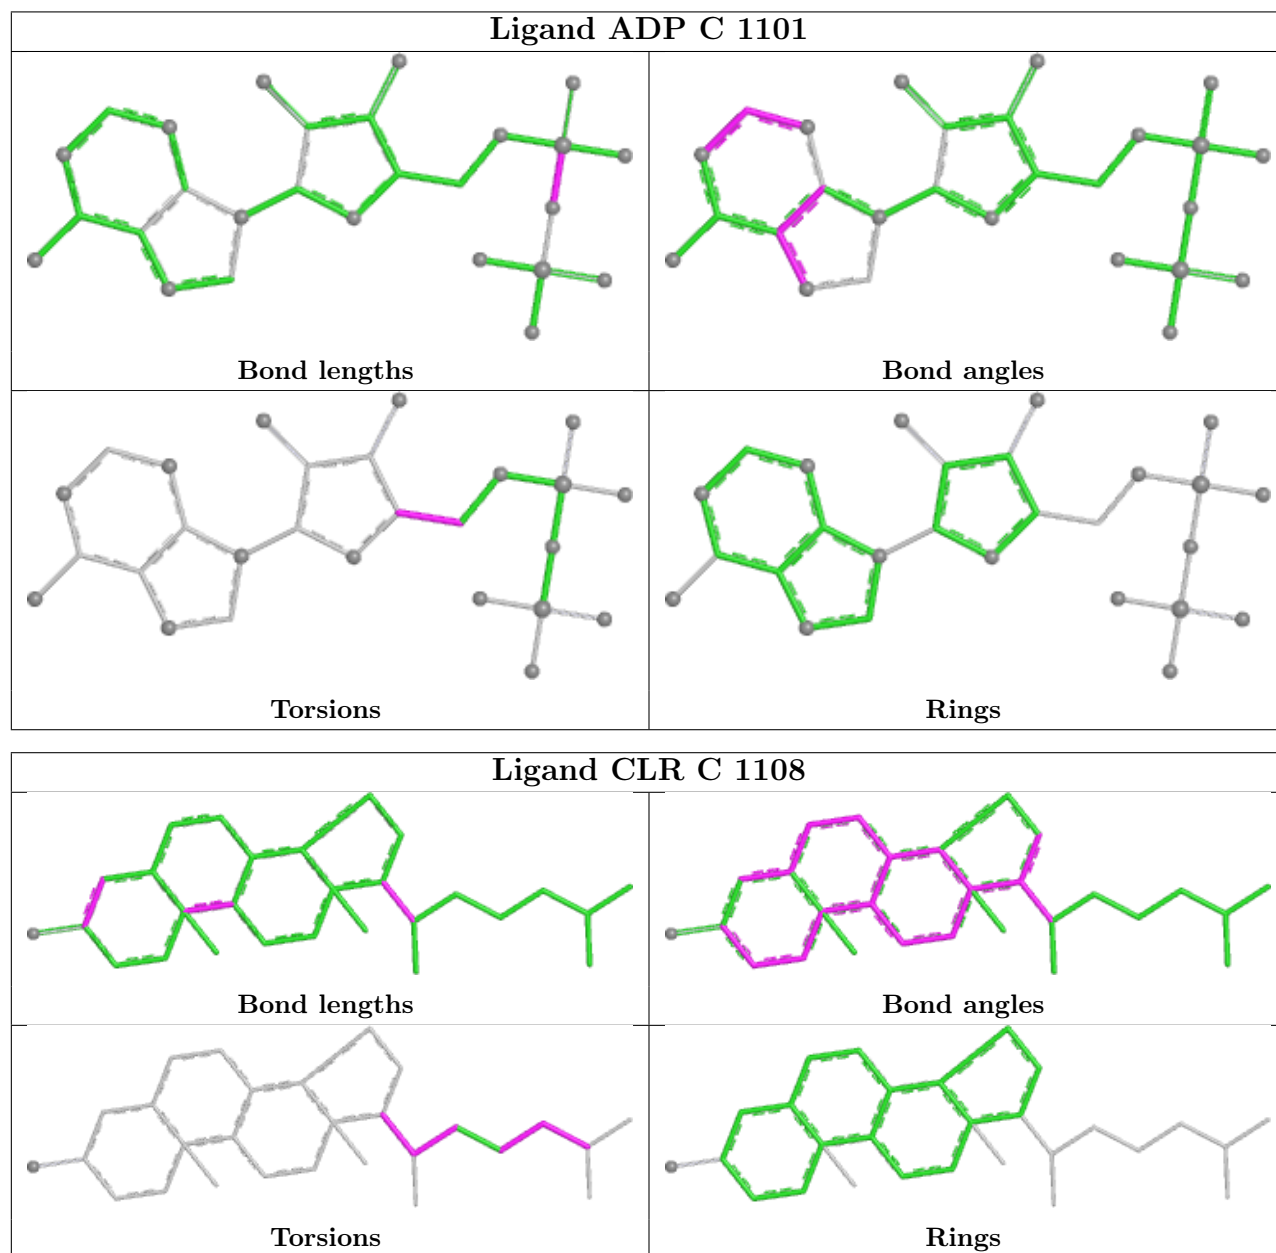 Ligand ADP C 1101
Bond lengths
Bond angles
Torsions
Rings
Ligand CLR C 1108
Bond lengths
Bond angles
Torsions
Rings